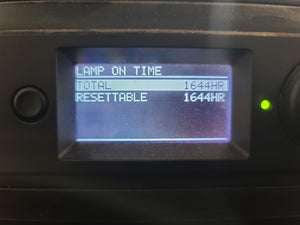 LAMP ON TIME
TOTAL 1644HR
RESETTABLE 1644HR